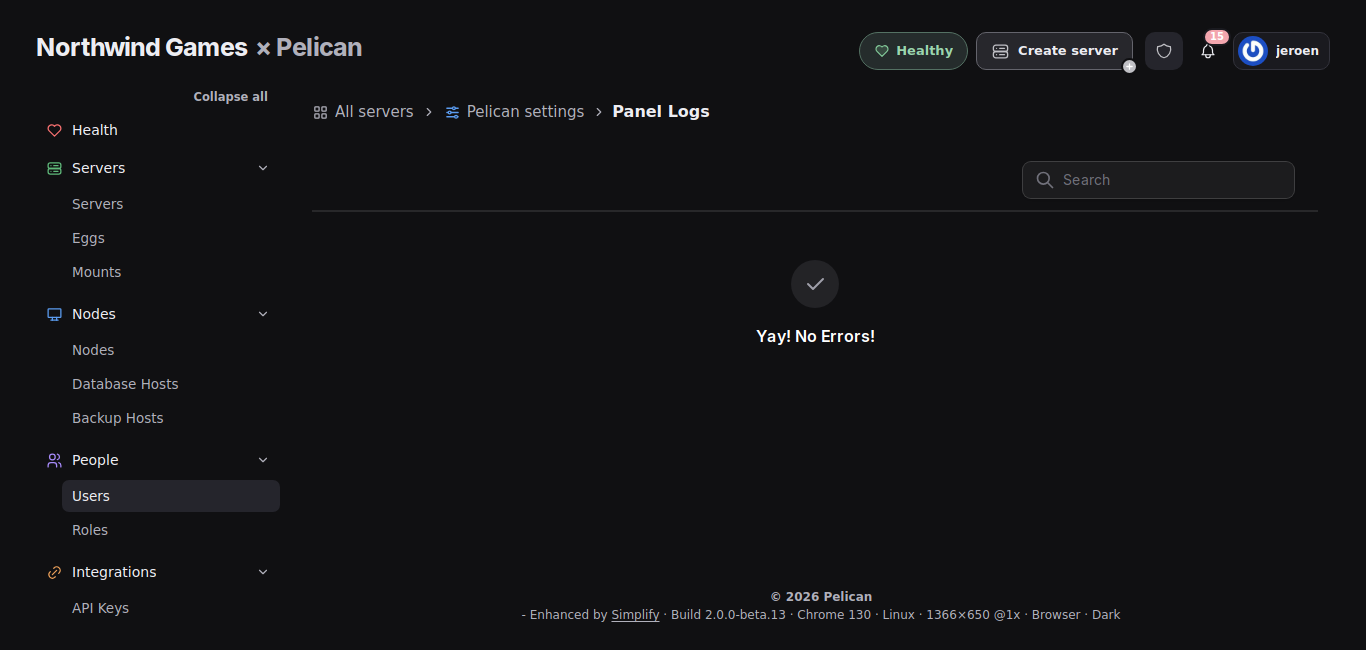 Northwind Games × Pelican
Healthy
Create server
15
jeroen
Collapse all
Health
Servers
Servers
Eggs
Mounts
Nodes
Nodes
Database Hosts
Backup Hosts
People
Users
Roles
Integrations
API Keys
All servers > Pelican settings > Panel Logs
Search
Yay! No Errors!
© 2026 Pelican
- Enhanced by Simplify · Build 2.0.0-beta.13 · Chrome 130 · Linux · 1366×650 @1x · Browser · Dark